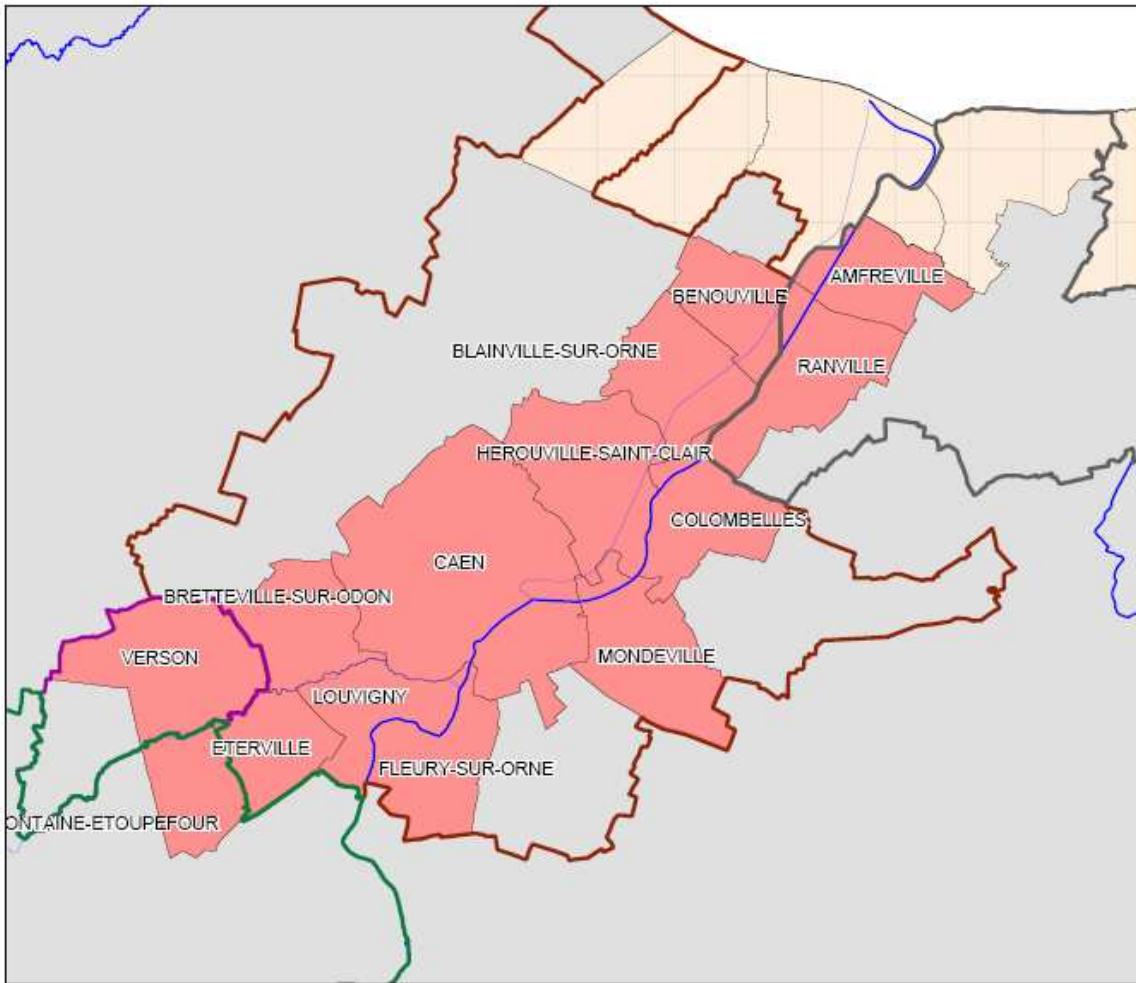 AMFREVILLE
BENOUVILLE
BLAINVILLE-SUR-ORNE
RANVILLE
HEROUVILLE-SAINT-CLAIR
COLOMBELLES
CAEN
BRETTEVILLE-SUR-ODON
VERSON
MONDEVILLE
LOUVIGNY
ETERVILLE
FLEURY-SUR-ORNE
ONTAINE-ETOUPEFOUR